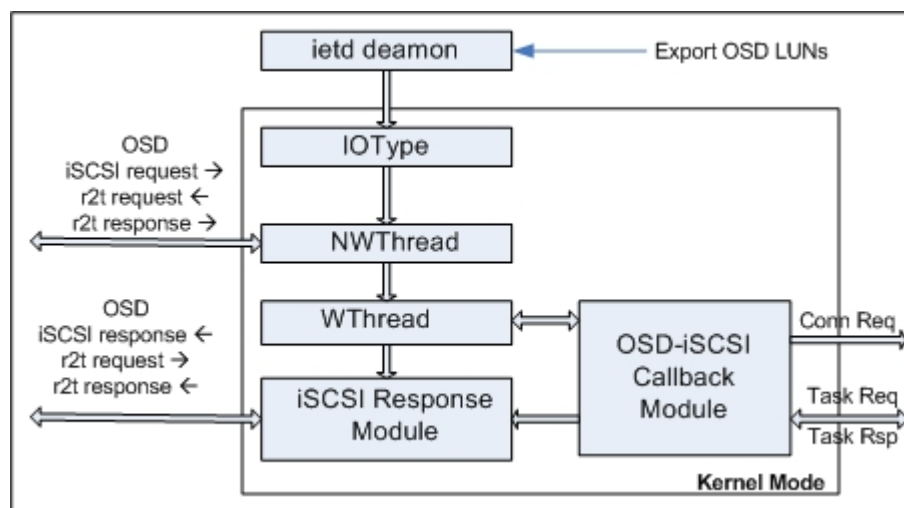 ietd deamon
Export OSD LUNs
IOType
OSD
iSCSI request →
r2t request ←
r2t response →
NWThread
WThread
OSD
iSCSI response ←
r2t request →
r2t response ←
iSCSI Response
Module
OSD-iSCSI
Callback
Module
Conn Req
Task Req
Task Rsp
Kernel Mode